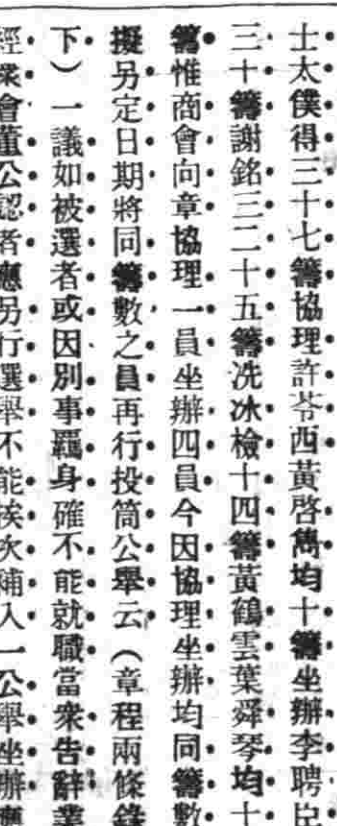 士太僕得三十七籌協理許苓西黃啓雋均十籌坐辦李聘臣
三十籌謝銘三二十五籌冼冰檢十四籌黃鶴雲葉舜琴均十
籌惟商會向章協理一員坐辦四員今因協理坐辦均同籌數
擬另定日期將同籌數之員再行投筒公舉云（章程兩條錄
下）一議如被選者或因別事羈身確不能就職當衆告辭業
經衆會董公認者應另行選舉不能挨次補入一公舉坐辦應